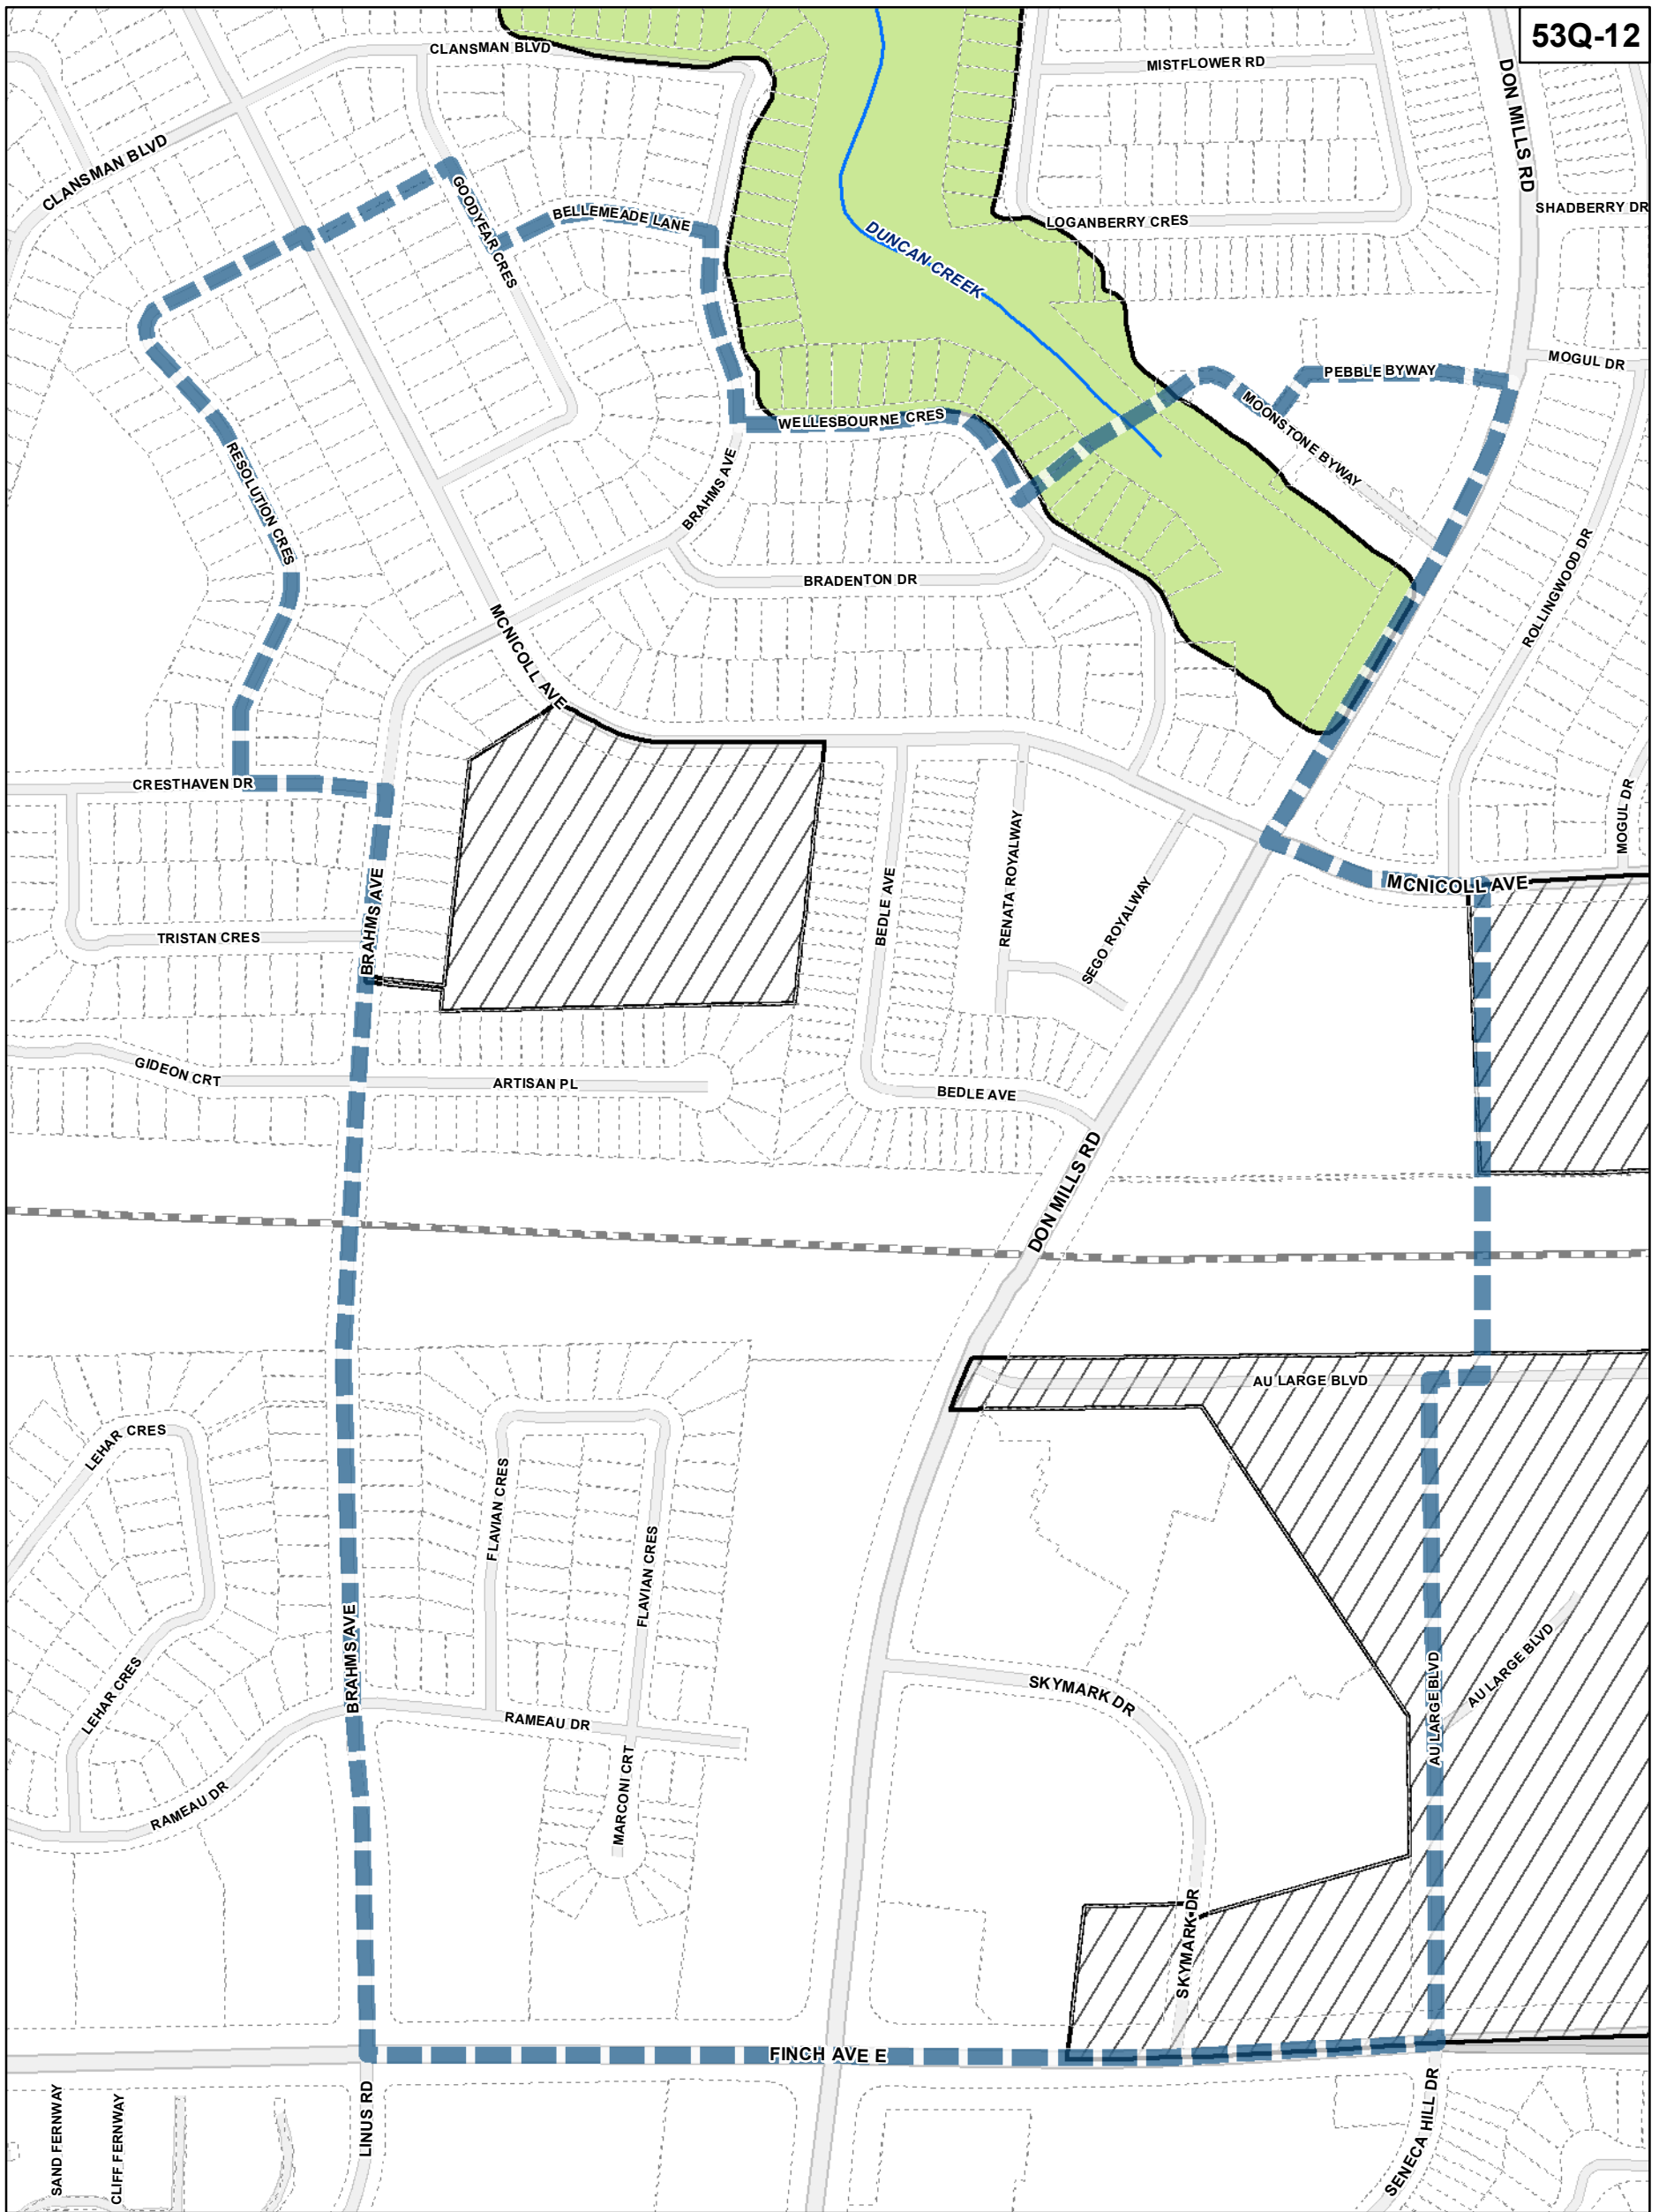 53Q-12
CLANSMAN BLVD
MISTFLOWER RD
DON MILLS RD
CLANSMAN BLVD
GOODYEAR CRES
BELLEMEADE LANE
SHADBERRY DR
LOGANBERRY CRES
DUNCAN CREEK
MOGUL DR
PEBBLE BYWAY
MOONSTONE BYWAY
WELLESBOURNE CRES
RESOLUTION CRES
BRAHMS AVE
ROLLINGWOOD DR
BRADENTON DR
MCNICOLL AVE
CRESTHAVEN DR
MOGUL DR
BRAHMS AVE
BEDLE AVE
RENATA ROYALWAY
SEGO ROYALWAY
MCNICOLL AVE
TRISTAN CRES
GIDEON CRT
ARTISAN PL
BEDLE AVE
DON MILLS RD
AU LARGE BLVD
LEHAR CRES
FLAVIAN CRES
FLAVIAN CRES
BRAHMS AVE
LEHAR CRES
AU LARGE BLVD
AU LARGE BLVD
SKYMARK DR
RAMEAU DR
MARCONI CRT
RAMEAU DR
SKYMARK DR
FINCH AVE E
SAND FERNWAY
CLIFF FERNWAY
LINUS RD
SENECA HILL DR